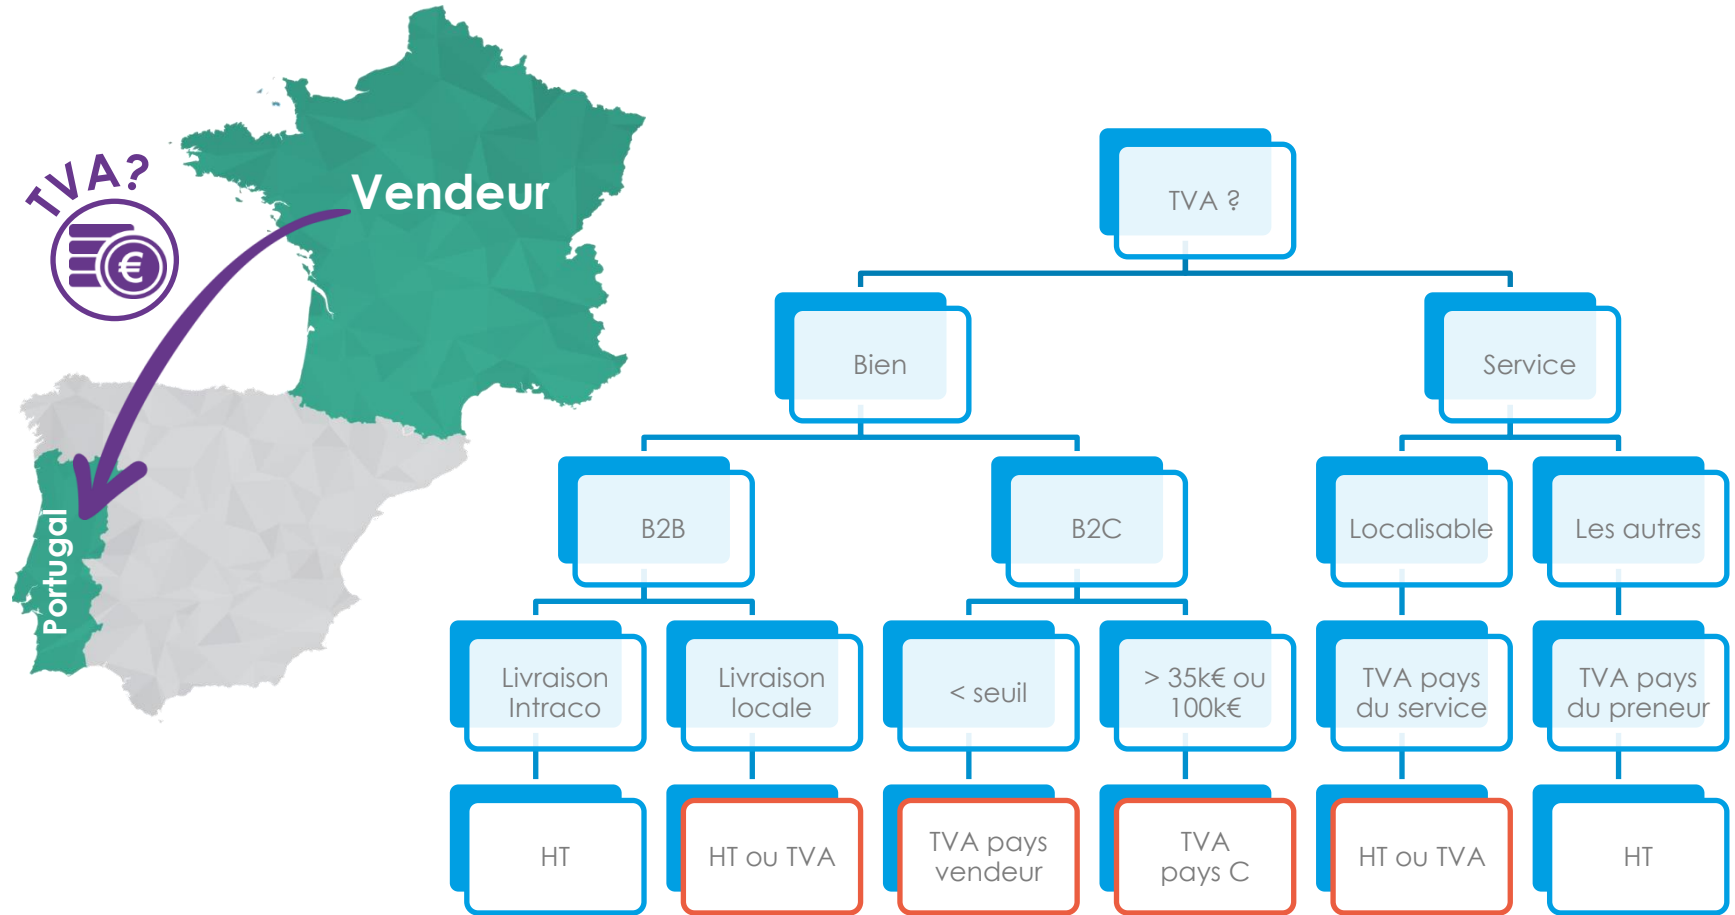 TVA?
€
Vendeur
Portugal
TVA ?
Bien
Service
B2B
B2C
Localisable
Les autres
Livraison
Intraco
Livraison
locale
< seuil
> 35k€ ou
100k€
TVA pays
du service
TVA pays
du preneur
HT
HT ou TVA
TVA pays
vendeur
TVA
pays C
HT ou TVA
HT